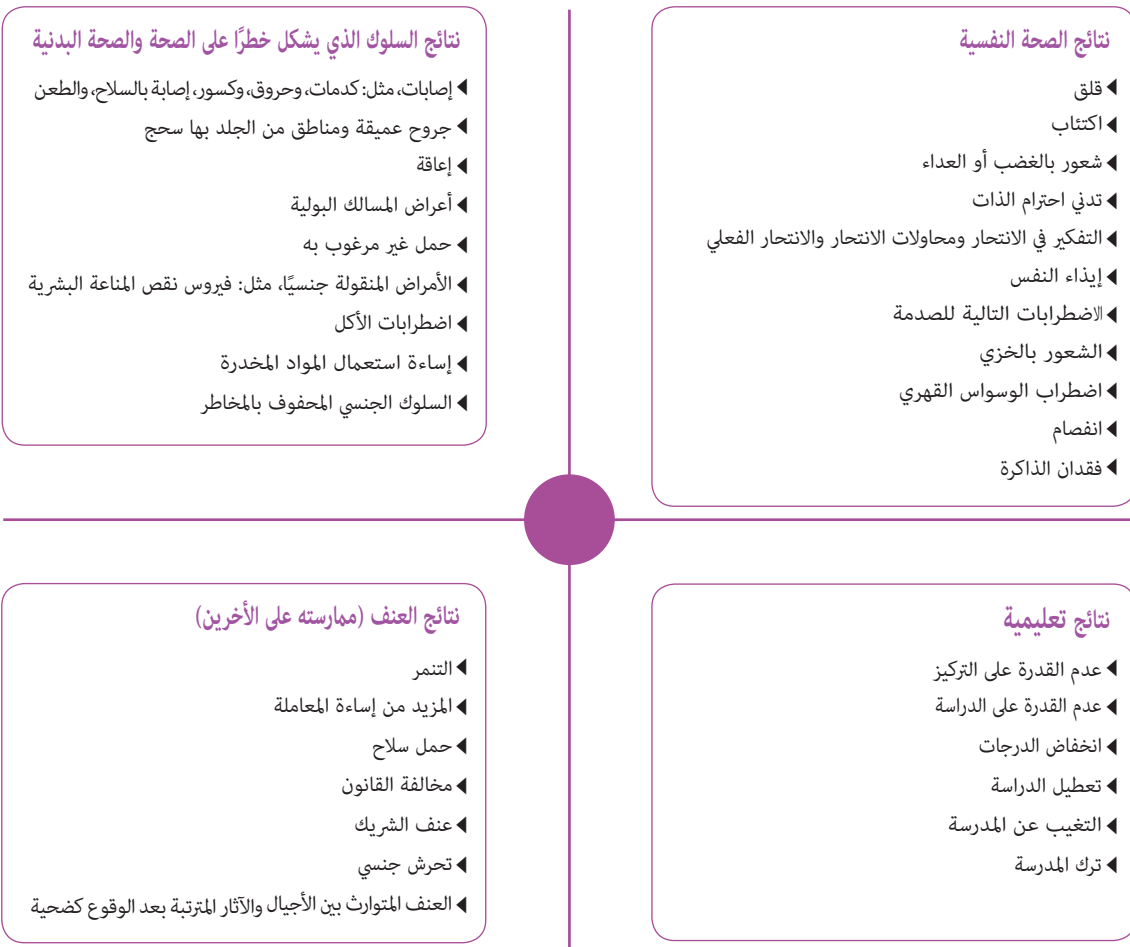 نتائج الصحة النفسية
قلق
اكتئاب
شعور بالغضب أو العداء
تدني احترام الذات
التفكير في الانتحار ومحاولات الانتحار والانتحار الفعلي
إيذاء النفس
الاضطرابات التالية للصدمة
الشعور بالخزي
اضطراب الوسواس القهري
انفصام
فقدان الذاكرة
نتائج السلوك الذي يشكل خطرًا على الصحة والصحة البدنية
إصابات، مثل: كدمات، وحروق، وكسور، إصابة بالسلاح، والطعن
جروح عميقة ومناطق من الجلد بها سحج
إعاقة
أعراض المسالك البولية
حمل غير مرغوب به
الأمراض المنقولة جنسيًا، مثل: فيروس نقص المناعة البشرية
اضطرابات الأكل
إساءة استعمال المواد المخدرة
السلوك الجنسي المحفوف بالمخاطر
نتائج تعليمية
عدم القدرة على التركيز
عدم القدرة على الدراسة
انخفاض الدرجات
تعطيل الدراسة
التغيب عن المدرسة
ترك المدرسة
نتائج العنف (ممارسته على الأخرين)
التنمر
المزيد من إساءة المعاملة
حمل سلاح
مخالفة القانون
عنف الشريك
تحرش جنسي
العنف المتوارث بين الأجيال والآثار المترتبة بعد الوقوع كضحية